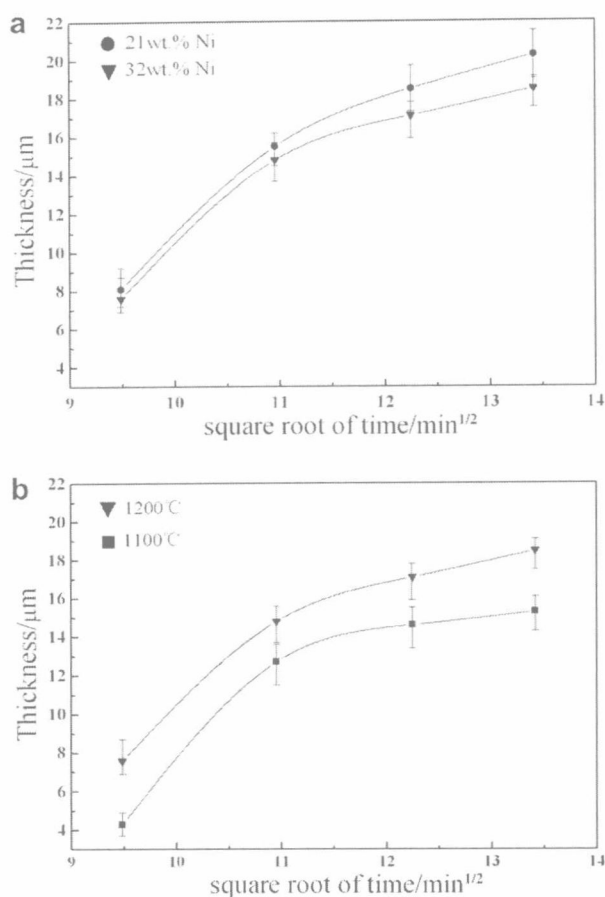 a
22
20
18
16
14
12
10
8
6
4
Thickness/μm
21wt.% Ni
32wt.% Ni
9 10 11 12 13 14
square root of time/min1/2
b
22
20
18
16
14
12
10
8
6
4
Thickness/μm
1200℃
1100℃
9 10 11 12 13 14
square root of time/min1/2